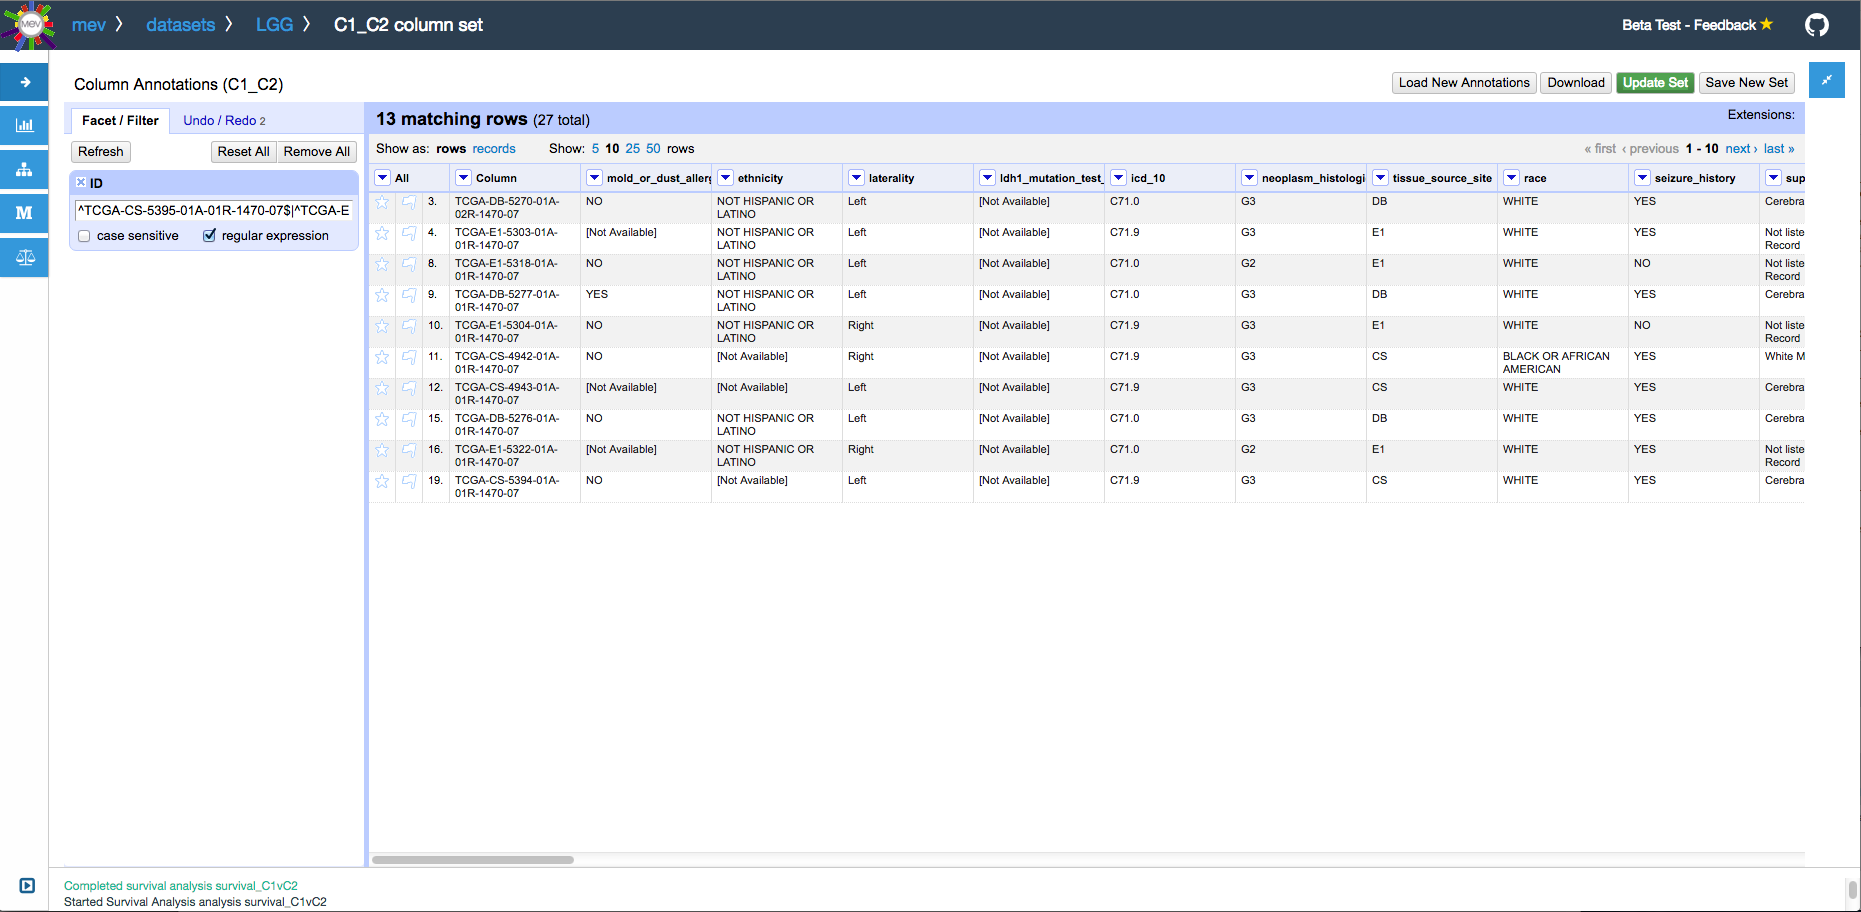 MEV
mev 〉 datasets 〉 LGG 〉 C1_C2 column set
Beta Test - Feedback ★
Column Annotations (C1_C2)
Load New Annotations Download Update Set Save New Set
Facet / Filter Undo / Redo 2
13 matching rows (27 total)
Extensions:
Refresh Reset All Remove All
Show as: rows records Show: 5 10 25 50 rows
« first ‹ previous 1 - 10 next › last »
ID
^TCGA-CS-5395-01A-01R-1470-07$|^TCGA-E
case sensitive regular expression
M
All Column mold_or_dust_allerg ethnicity laterality ldh1_mutation_test_ icd_10 neoplasm_histologi tissue_source_site race seizure_history sup
3. TCGA-DB-5270-01A- NO NOT HISPANIC OR Left [Not Available] C71.0 G3 DB WHITE YES Cerebra
02R-1470-07 LATINO
4. TCGA-E1-5303-01A- [Not Available] NOT HISPANIC OR Left [Not Available] C71.9 G3 E1 WHITE YES Not liste
01R-1470-07 LATINO Record
8. TCGA-E1-5318-01A- NO NOT HISPANIC OR Left [Not Available] C71.0 G2 E1 WHITE NO Not liste
01R-1470-07 LATINO Record
9. TCGA-DB-5277-01A- YES NOT HISPANIC OR Left [Not Available] C71.0 G3 DB WHITE YES Cerebra
01R-1470-07 LATINO
10. TCGA-E1-5304-01A- NO NOT HISPANIC OR Right [Not Available] C71.9 G3 E1 WHITE NO Not liste
01R-1470-07 LATINO Record
11. TCGA-CS-4942-01A- NO [Not Available] Right [Not Available] C71.9 G3 CS BLACK OR AFRICAN YES White M
01R-1470-07 AMERICAN
12. TCGA-CS-4943-01A- [Not Available] [Not Available] Left [Not Available] C71.9 G3 CS WHITE YES Cerebra
01R-1470-07
15. TCGA-DB-5276-01A- NO NOT HISPANIC OR Left [Not Available] C71.0 G3 DB WHITE YES Cerebra
01R-1470-07 LATINO
16. TCGA-E1-5322-01A- [Not Available] NOT HISPANIC OR Right [Not Available] C71.0 G2 E1 WHITE YES Not liste
01R-1470-07 LATINO Record
19. TCGA-CS-5394-01A- NO [Not Available] Left [Not Available] C71.9 G3 CS WHITE YES Cerebra
01R-1470-07
Completed survival analysis survival_C1vC2
Started Survival Analysis analysis survival_C1vC2